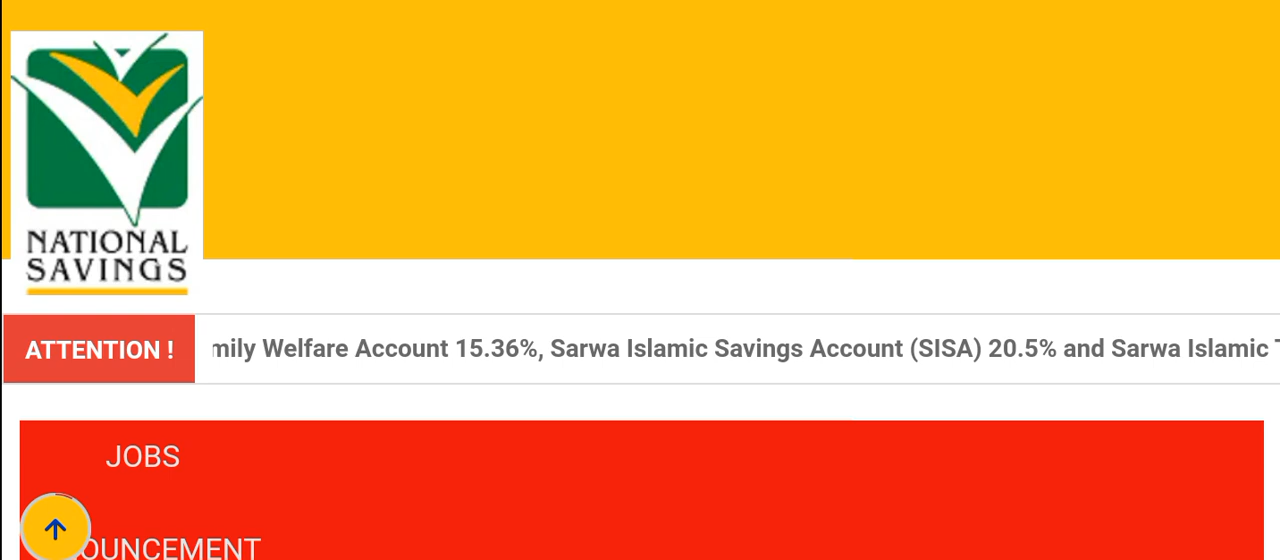 NATIONAL
SAVINGS
ATTENTION !
mily Welfare Account 15.36%, Sarwa Islamic Savings Account (SISA) 20.5% and Sarwa Islamic
JOBS
OUNCEMENT